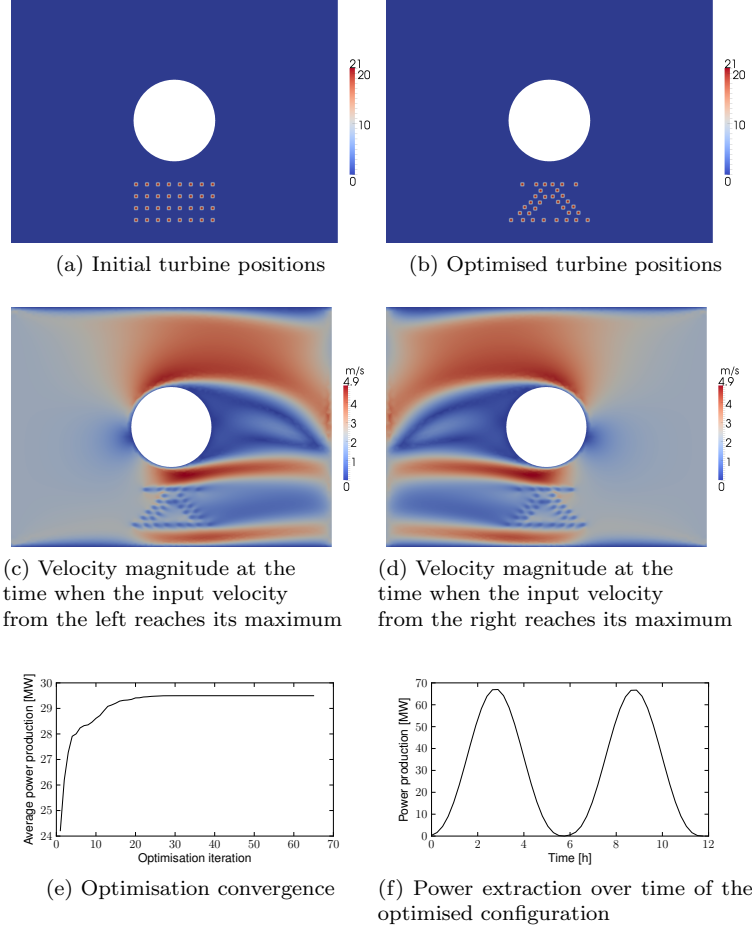 21
20
10
0
21
20
10
0
(a) Initial turbine positions
(b) Optimised turbine positions
m/s
4.9
4
3
2
1
0
m/s
4.9
4
3
2
1
0
(c) Velocity magnitude at the
time when the input velocity
from the left reaches its maximum
(d) Velocity magnitude at the
time when the input velocity
from the right reaches its maximum
Average power production [MW]
30
29
28
27
26
25
24
0 10 20 30 40 50 60 70
Optimisation iteration
Power production [MW]
70
60
50
40
30
20
10
0
0 2 4 6 8 10 12
Time [h]
(e) Optimisation convergence
(f) Power extraction over time of the
optimised configuration